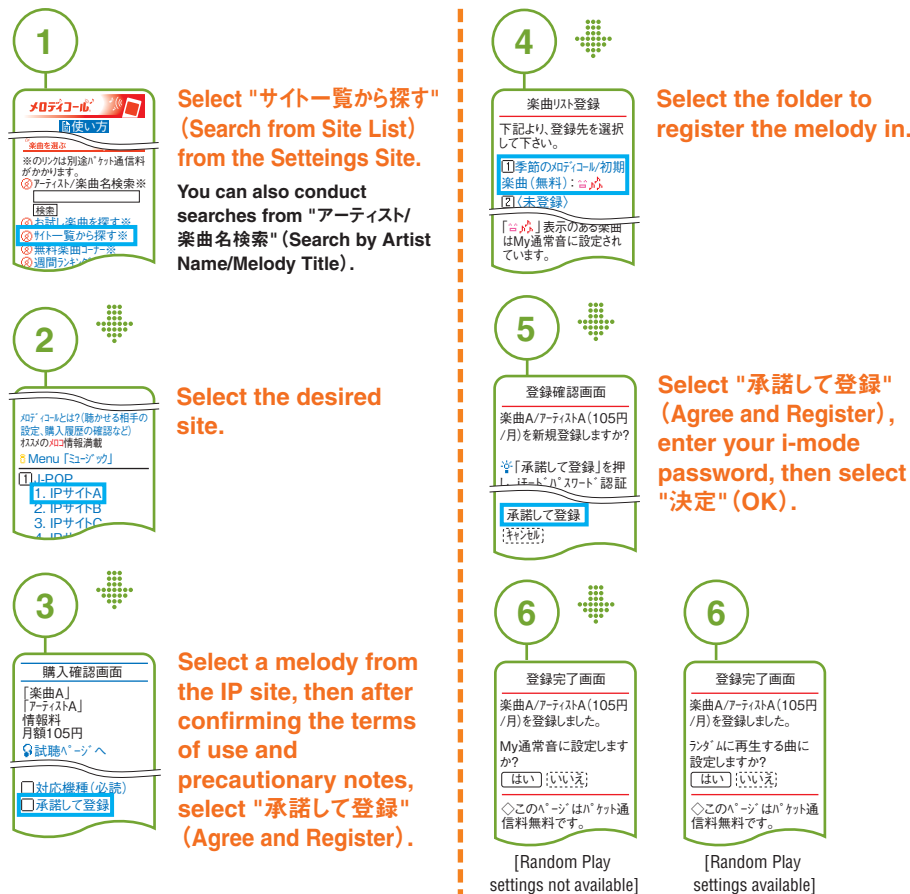 1
メロディコール
使い方
楽曲を選ぶ
※のリンクは別途パケット通信料
がかかります。
アーティスト/楽曲名検索※
検索
お試し楽曲を探す※
サイト一覧から探す※
無料楽曲コーナー※
週間ランキング
Select "サイト一覧から探す"
(Search from Site List)
from the Setteings Site.
You can also conduct
searches from "アーティスト/
楽曲名検索" (Search by Artist
Name/Melody Title).
2
メロディコールとは?(聴かせる相手の
設定、購入履歴の確認など)
オススメのメロコ情報満載
Menu「ミュージック」
1 J-POP
1. IPサイトA
2. IPサイトB
3. IPサイトC
Select the desired
site.
3
購入確認画面
「楽曲A」
「アーティストA」
情報料
月額105円
試聴ページへ
対応機種(必読)
承諾して登録
Select a melody from
the IP site, then after
confirming the terms
of use and
precautionary notes,
select "承諾して登録"
(Agree and Register).
4
楽曲リスト登録
下記より、登録先を選択
して下さい。
1 季節のメロディコール/初期
楽曲(無料):
2〈未登録〉
「 」表示のある楽曲
はMy通常音に設定され
ています。
Select the folder to
register the melody in.
5
登録確認画面
楽曲A/アーティストA(105円
/月)を新規登録しますか?
「承諾して登録」を押
し、iモードパスワード認証
承諾して登録
キャンセル
Select "承諾して登録"
(Agree and Register),
enter your i-mode
password, then select
"決定" (OK).
6
登録完了画面
楽曲A/アーティストA(105円
/月)を登録しました。
My通常音に設定します
か?
はい いいえ
◇このページはパケット通
信料無料です。
[Random Play
settings not available]
6
登録完了画面
楽曲A/アーティストA(105円
/月)を登録しました。
ランダムに再生する曲に
設定しますか?
はい いいえ
◇このページはパケット通
信料無料です。
[Random Play
settings available]